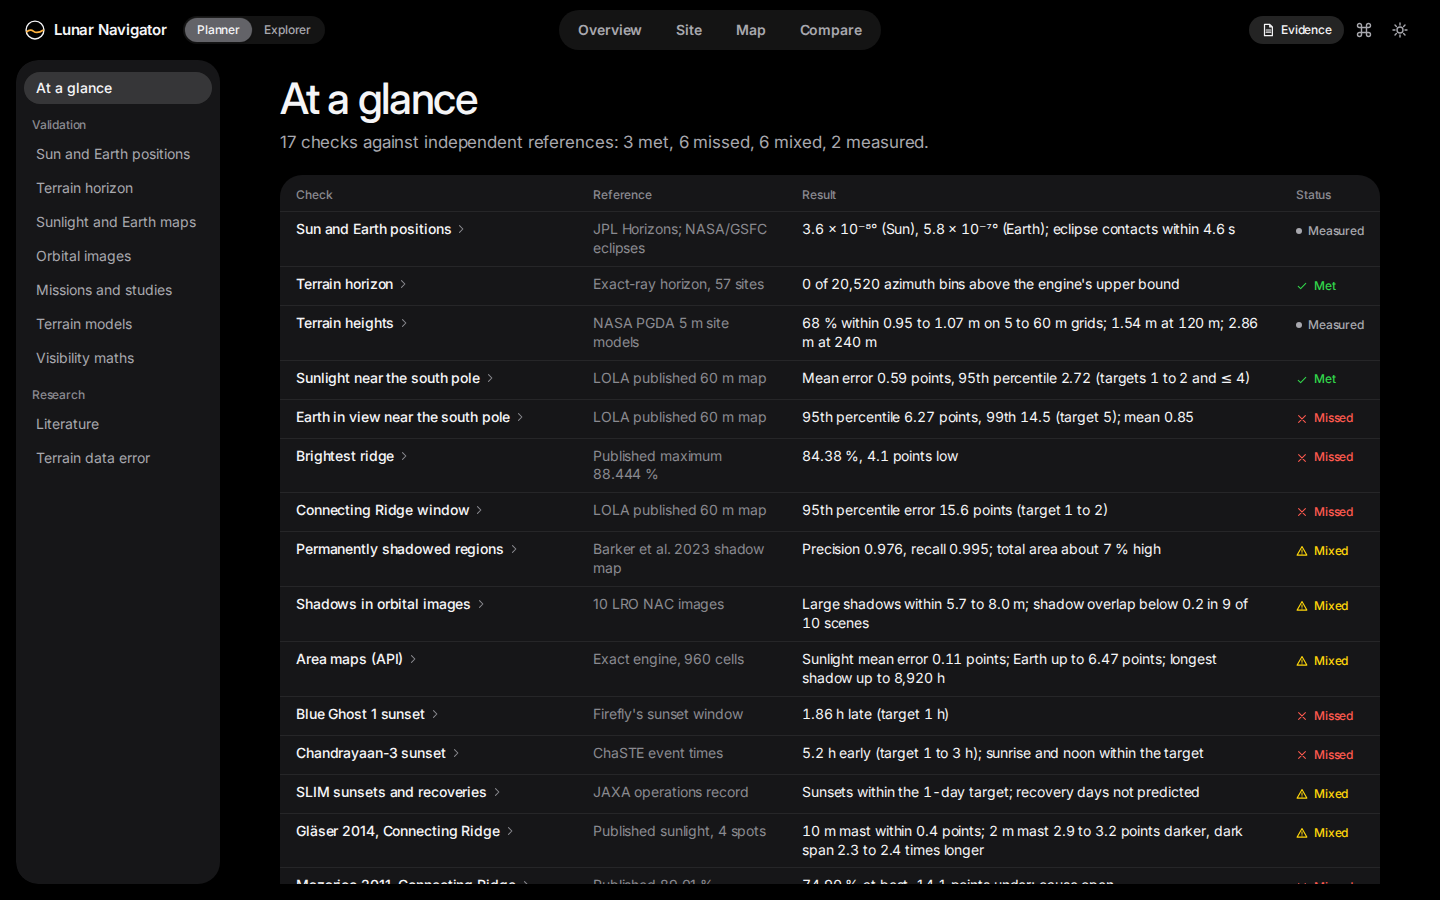 Lunar Navigator
Planner
Explorer
Overview
Site
Map
Compare
Evidence
At a glance
Validation
Sun and Earth positions
Terrain horizon
Sunlight and Earth maps
Orbital images
Missions and studies
Terrain models
Visibility maths
Research
Literature
Terrain data error
At a glance
17 checks against independent references: 3 met, 6 missed, 6 mixed, 2 measured.
Check Reference Result Status
Sun and Earth positions
JPL Horizons; NASA/GSFC
eclipses
3.6 × 10⁻⁸° (Sun), 5.8 × 10⁻⁷° (Earth); eclipse contacts within 4.6 s
Measured
Terrain horizon
Exact-ray horizon, 57 sites
0 of 20,520 azimuth bins above the engine's upper bound
Met
Terrain heights
NASA PGDA 5 m site
models
68 % within 0.95 to 1.07 m on 5 to 60 m grids; 1.54 m at 120 m; 2.86
m at 240 m
Measured
Sunlight near the south pole
LOLA published 60 m map
Mean error 0.59 points, 95th percentile 2.72 (targets 1 to 2 and ≤ 4)
Met
Earth in view near the south pole
LOLA published 60 m map
95th percentile 6.27 points, 99th 14.5 (target 5); mean 0.85
Missed
Brightest ridge
Published maximum
88.444 %
84.38 %, 4.1 points low
Missed
Connecting Ridge window
LOLA published 60 m map
95th percentile error 15.6 points (target 1 to 2)
Missed
Permanently shadowed regions
Barker et al. 2023 shadow
map
Precision 0.976, recall 0.995; total area about 7 % high
Mixed
Shadows in orbital images
10 LRO NAC images
Large shadows within 5.7 to 8.0 m; shadow overlap below 0.2 in 9 of
10 scenes
Mixed
Area maps (API)
Exact engine, 960 cells
Sunlight mean error 0.11 points; Earth up to 6.47 points; longest
shadow up to 8,920 h
Mixed
Blue Ghost 1 sunset
Firefly's sunset window
1.86 h late (target 1 h)
Missed
Chandrayaan-3 sunset
ChaSTE event times
5.2 h early (target 1 to 3 h); sunrise and noon within the target
Missed
SLIM sunsets and recoveries
JAXA operations record
Sunsets within the 1-day target; recovery days not predicted
Mixed
Gläser 2014, Connecting Ridge
Published sunlight, 4 spots
10 m mast within 0.4 points; 2 m mast 2.9 to 3.2 points darker, dark
span 2.3 to 2.4 times longer
Mixed